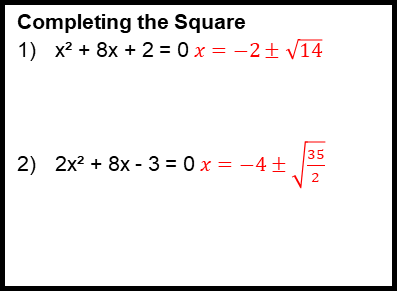 Completing the Square
1) x² + 8x + 2 = 0 x = −2 ± √14
2) 2x² + 8x - 3 = 0 x = −4 ± √(35/2)